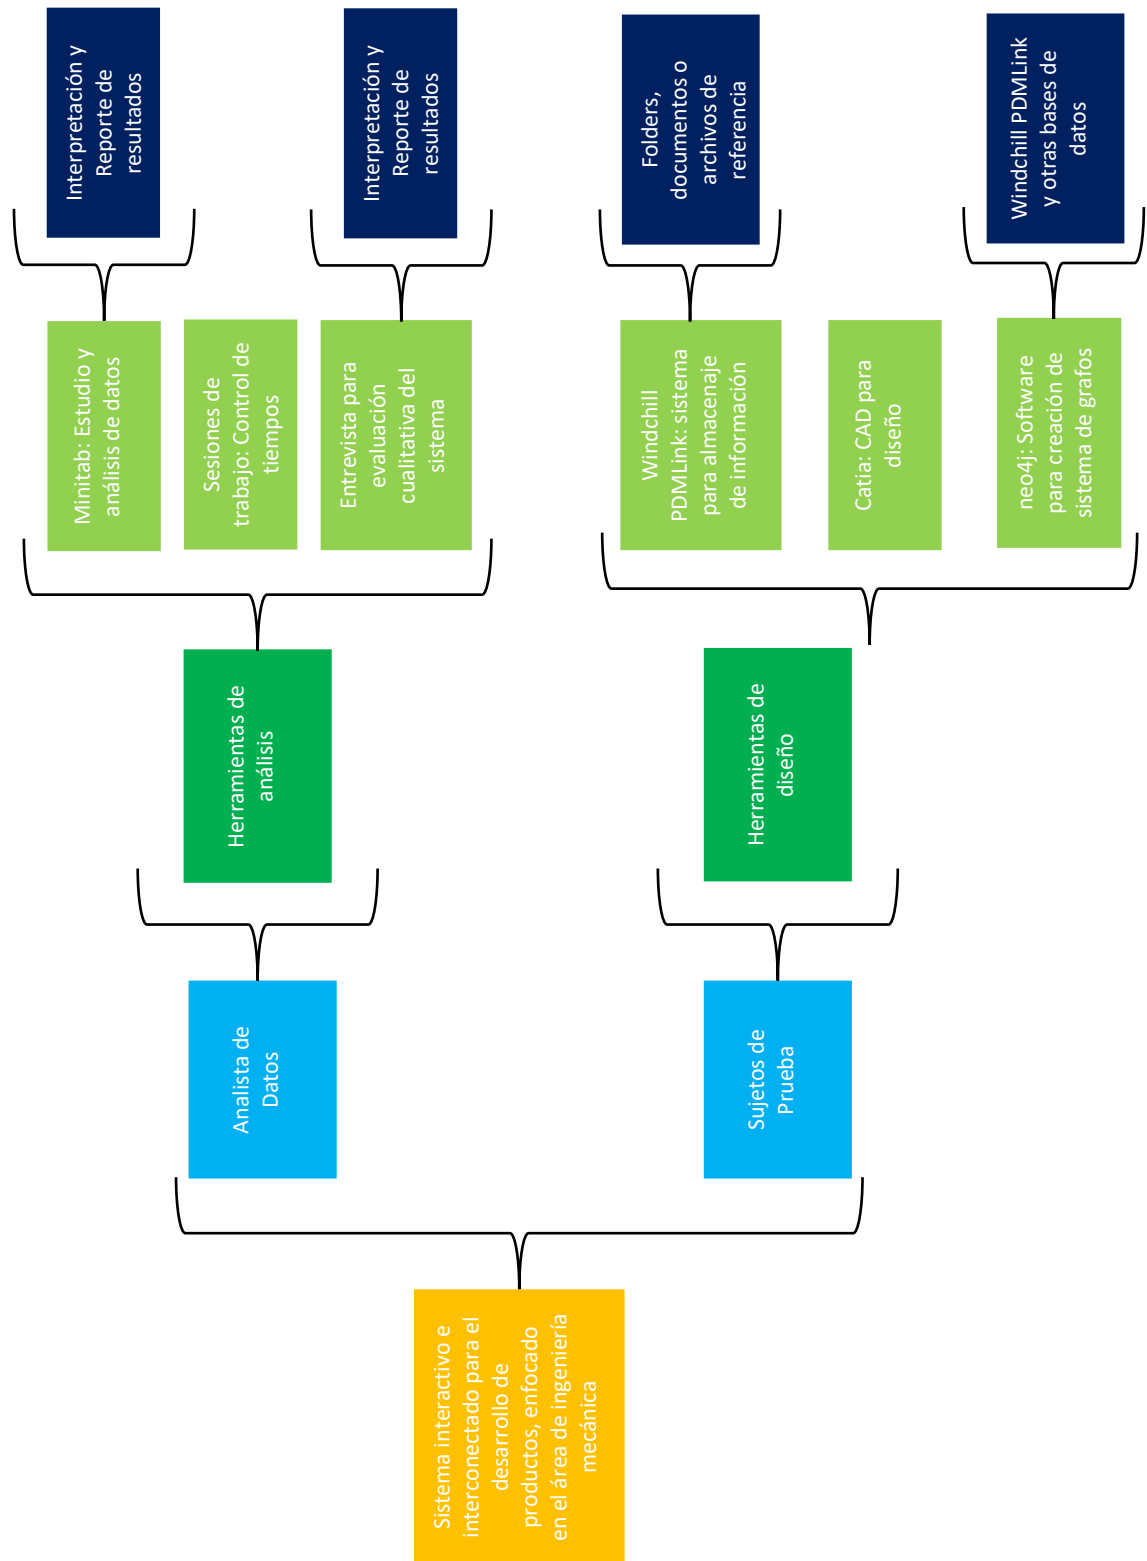 Sistema interactivo e
interconectado para el
desarrollo de
productos, enfocado
en el área de ingeniería
mecánica
Analista de
Datos
Herramientas de
análisis
Minitab: Estudio y
análisis de datos
Interpretación y
Reporte de
resultados
Sesiones de
trabajo: Control de
tiempos
Entrevista para
evaluación
cualitativa del
sistema
Interpretación y
Reporte de
resultados
Sujetos de
Prueba
Herramientas de
diseño
Windchill
PDMLink: sistema
para almacenaje
de información
Folders,
documentos o
archivos de
referencia
Catia: CAD para
diseño
neo4j: Software
para creación de
sistema de grafos
Windchill PDMLink
y otras bases de
datos